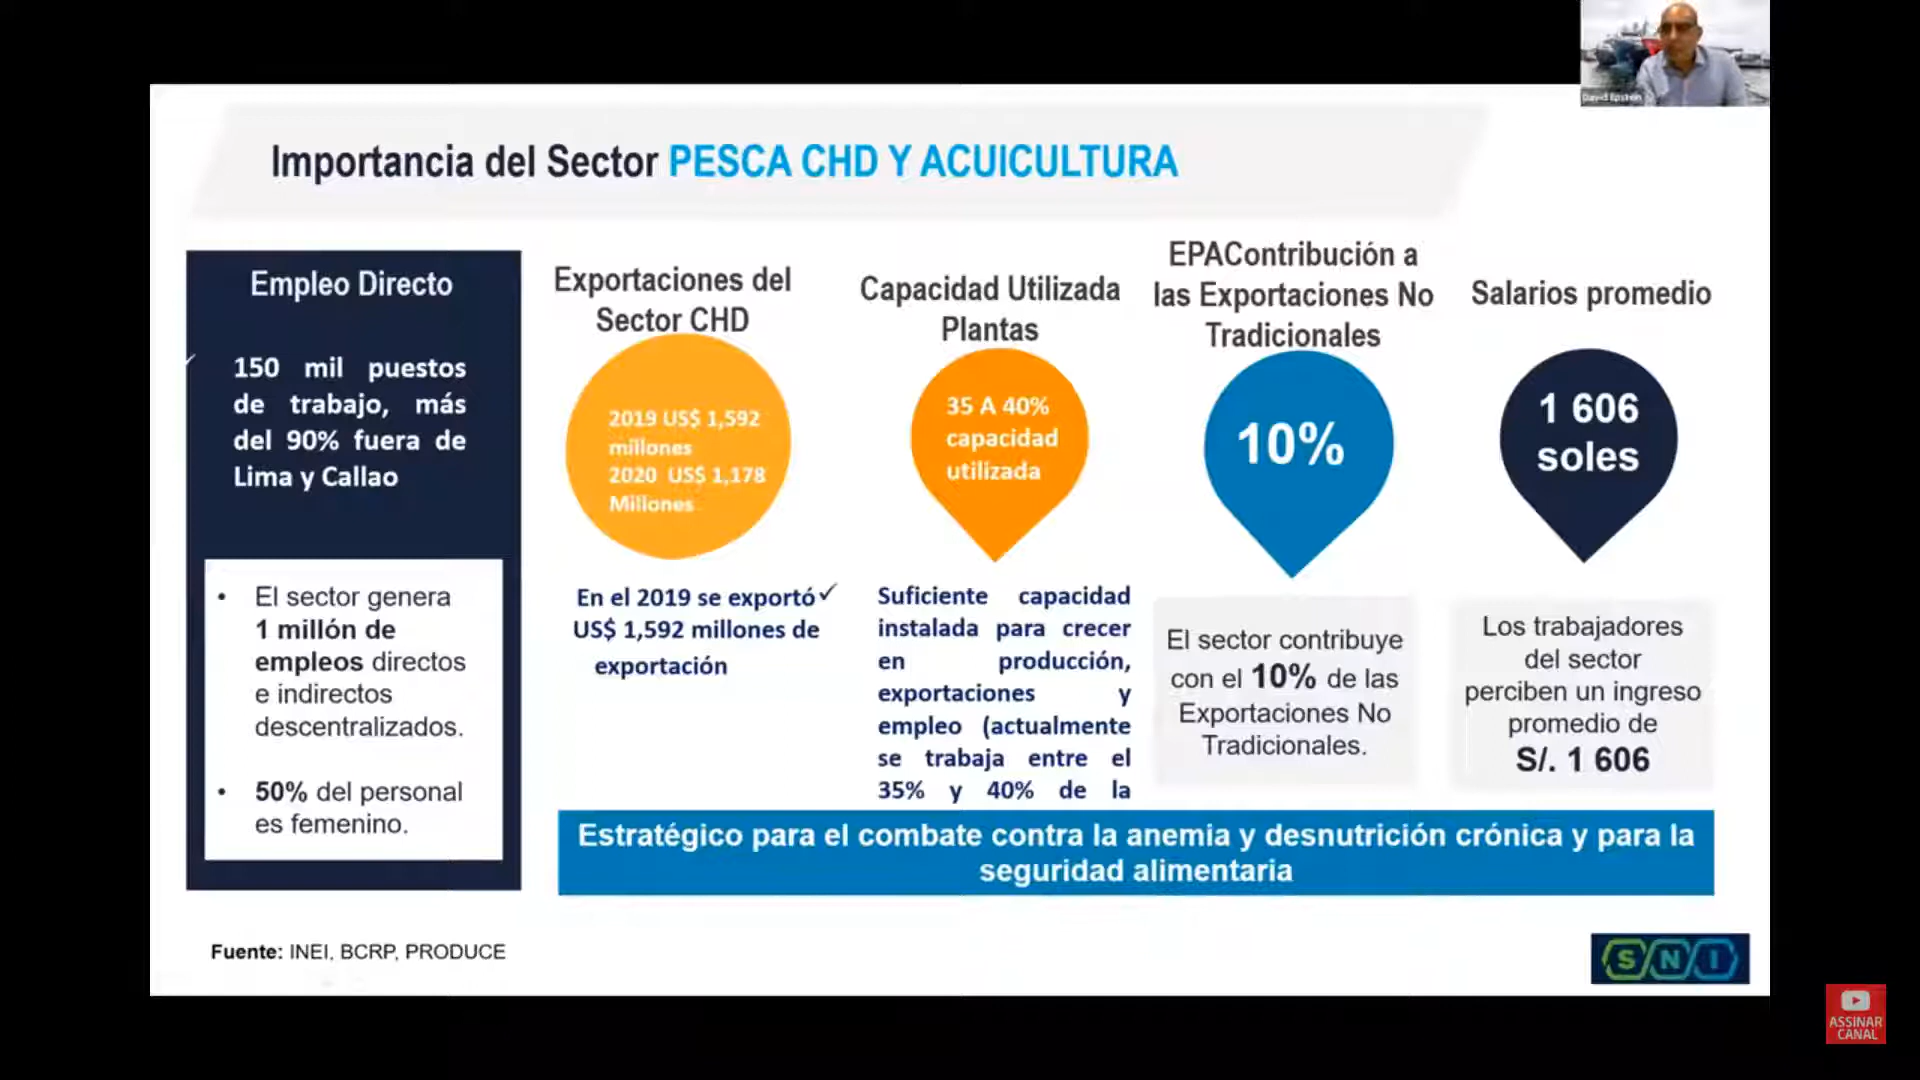 David Epstein
Importancia del Sector PESCA CHD Y ACUICULTURA
Empleo Directo
150 mil puestos
de trabajo, más
del 90% fuera de
Lima y Callao
• El sector genera
1 millón de
empleos directos
e indirectos
descentralizados.
• 50% del personal
es femenino.
Exportaciones del
Sector CHD
2019 US$ 1,592
millones
2020 US$ 1,178
Millones
En el 2019 se exportó✓
US$ 1,592 millones de
exportación
Capacidad Utilizada
Plantas
35 A 40%
capacidad
utilizada
Suficiente capacidad
instalada para crecer
en producción,
exportaciones y
empleo (actualmente
se trabaja entre el
35% y 40% de la
EPAContribución a
las Exportaciones No
Tradicionales
10%
El sector contribuye
con el 10% de las
Exportaciones No
Tradicionales.
Salarios promedio
1 606
soles
Los trabajadores
del sector
perciben un ingreso
promedio de
S/. 1 606
Estratégico para el combate contra la anemia y desnutrición crónica y para la
seguridad alimentaria
Fuente: INEI, BCRP, PRODUCE
SNI
ASSINAR
CANAL